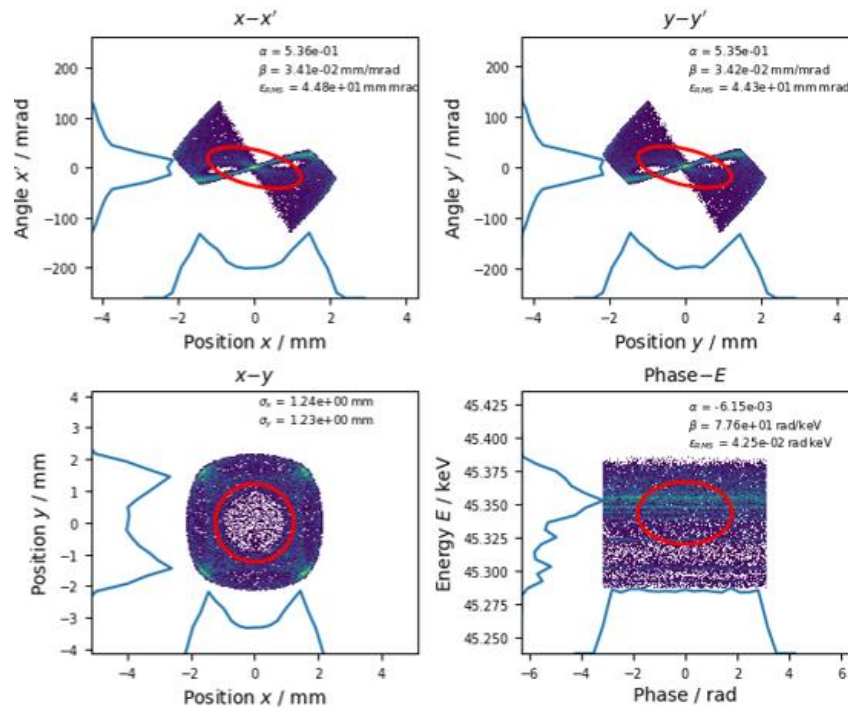 x−x′
y−y′
α = 5.36e-01
β = 3.41e-02 mm/mrad
εRMS = 4.48e+01 mm mrad
α = 5.35e-01
β = 3.42e-02 mm/mrad
εRMS = 4.43e+01 mm mrad
Angle x′ / mrad
200
100
0
−100
−200
Angle y′ / mrad
200
100
0
−100
−200
−4 −2 0 2 4
Position x / mm
−4 −2 0 2 4
Position y / mm
x−y
Phase−E
σx = 1.24e+00 mm
σy = 1.23e+00 mm
α = -6.15e-03
β = 7.76e+01 rad/keV
εRMS = 4.25e-02 rad keV
Position y / mm
4
3
2
1
0
−1
−2
−3
−4
Energy E / keV
45.425
45.400
45.375
45.350
45.325
45.300
45.275
45.250
−4 −2 0 2 4
Position x / mm
−6 −4 −2 0 2 4 6
Phase / rad